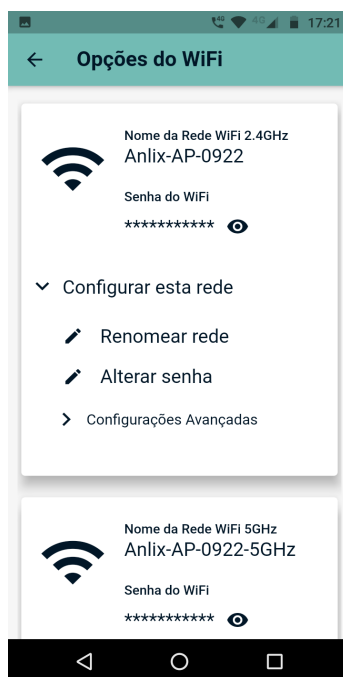 4G 4G 17:21
Opções do WiFi
Nome da Rede WiFi 2.4GHz
Anlix-AP-0922
Senha do WiFi
***********
Configurar esta rede
Renomear rede
Alterar senha
Configurações Avançadas
Nome da Rede WiFi 5GHz
Anlix-AP-0922-5GHz
Senha do WiFi
***********